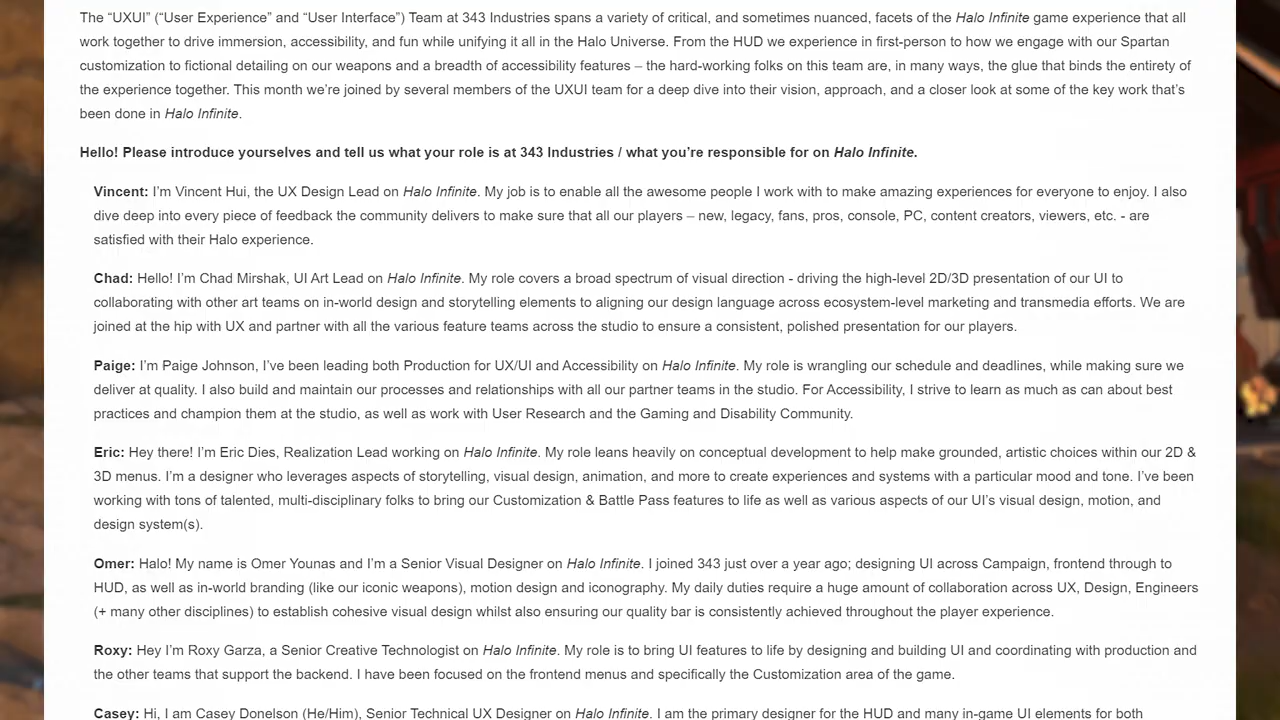 The “UXUI” (“User Experience” and “User Interface”) Team at 343 Industries spans a variety of critical, and sometimes nuanced, facets of the Halo Infinite game experience that all
work together to drive immersion, accessibility, and fun while unifying it all in the Halo Universe. From the HUD we experience in first-person to how we engage with our Spartan
customization to fictional detailing on our weapons and a breadth of accessibility features – the hard-working folks on this team are, in many ways, the glue that binds the entirety of
the experience together. This month we’re joined by several members of the UXUI team for a deep dive into their vision, approach, and a closer look at some of the key work that’s
been done in Halo Infinite.
Hello! Please introduce yourselves and tell us what your role is at 343 Industries / what you’re responsible for on Halo Infinite.
Vincent: I’m Vincent Hui, the UX Design Lead on Halo Infinite. My job is to enable all the awesome people I work with to make amazing experiences for everyone to enjoy. I also
dive deep into every piece of feedback the community delivers to make sure that all our players – new, legacy, fans, pros, console, PC, content creators, viewers, etc. - are
satisfied with their Halo experience.
Chad: Hello! I’m Chad Mirshak, UI Art Lead on Halo Infinite. My role covers a broad spectrum of visual direction - driving the high-level 2D/3D presentation of our UI to
collaborating with other art teams on in-world design and storytelling elements to aligning our design language across ecosystem-level marketing and transmedia efforts. We are
joined at the hip with UX and partner with all the various feature teams across the studio to ensure a consistent, polished presentation for our players.
Paige: I’m Paige Johnson, I’ve been leading both Production for UX/UI and Accessibility on Halo Infinite. My role is wrangling our schedule and deadlines, while making sure we
deliver at quality. I also build and maintain our processes and relationships with all our partner teams in the studio. For Accessibility, I strive to learn as much as can about best
practices and champion them at the studio, as well as work with User Research and the Gaming and Disability Community.
Eric: Hey there! I’m Eric Dies, Realization Lead working on Halo Infinite. My role leans heavily on conceptual development to help make grounded, artistic choices within our 2D &
3D menus. I’m a designer who leverages aspects of storytelling, visual design, animation, and more to create experiences and systems with a particular mood and tone. I’ve been
working with tons of talented, multi-disciplinary folks to bring our Customization & Battle Pass features to life as well as various aspects of our UI’s visual design, motion, and
design system(s).
Omer: Halo! My name is Omer Younas and I’m a Senior Visual Designer on Halo Infinite. I joined 343 just over a year ago; designing UI across Campaign, frontend through to
HUD, as well as in-world branding (like our iconic weapons), motion design and iconography. My daily duties require a huge amount of collaboration across UX, Design, Engineers
(+ many other disciplines) to establish cohesive visual design whilst also ensuring our quality bar is consistently achieved throughout the player experience.
Roxy: Hey I’m Roxy Garza, a Senior Creative Technologist on Halo Infinite. My role is to bring UI features to life by designing and building UI and coordinating with production and
the other teams that support the backend. I have been focused on the frontend menus and specifically the Customization area of the game.
Casey: Hi, I am Casey Donelson (He/Him), Senior Technical UX Designer on Halo Infinite. I am the primary designer for the HUD and many in-game UI elements for both